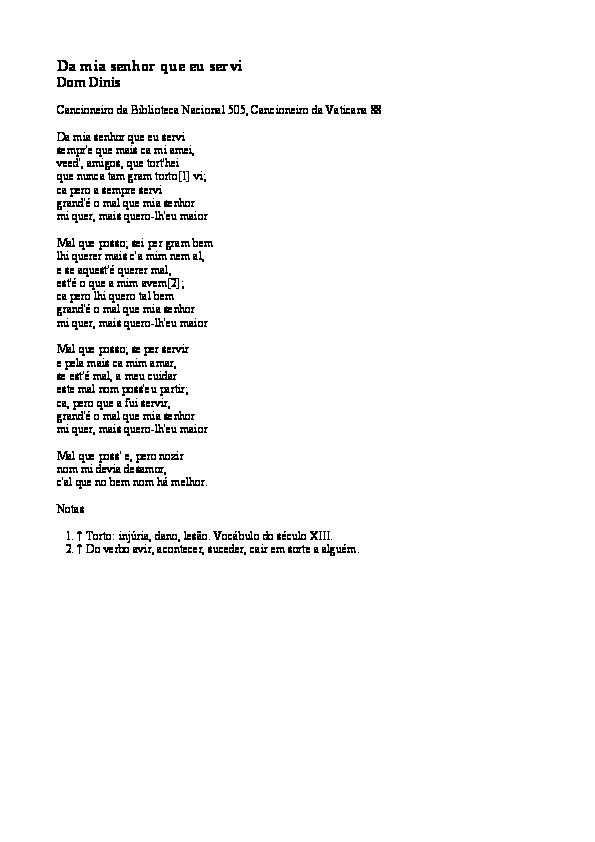 Da mia senhor que eu servi
Dom Dinis
Cancioneiro da Biblioteca Nacional 505, Cancioneiro da Vaticana 88
Da mia senhor que eu servi
sempr'e que mais ca mi amei,
veed', amigos, que tort'hei
que nunca tam gram torto[1] vi;
ca pero a sempre servi
grand'é o mal que mia senhor
mi quer, mais quero-lh'eu maior
Mal que posso; sei per gram bem
lhi querer mais c'a mim nem al,
e se aquest'é querer mal,
est'é o que a mim avem[2];
ca pero lhi quero tal bem
grand'é o mal que mia senhor
mi quer, mais quero-lh'eu maior
Mal que posso; se per servir
e pela mais ca mim amar,
se est'é mal, a meu cuidar
este mal nom poss'eu partir;
ca, pero que a fui servir,
grand'é o mal que mia senhor
mi quer, mais quero-lh'eu maior
Mal que poss' e, pero nozir
nom mi devia desamor,
c'al que no bem nom há melhor.
Notas
1. ↑ Torto: injúria, dano, lesão. Vocábulo do século XIII.
2. ↑ Do verbo avir, acontecer, suceder, cair em sorte a alguém.